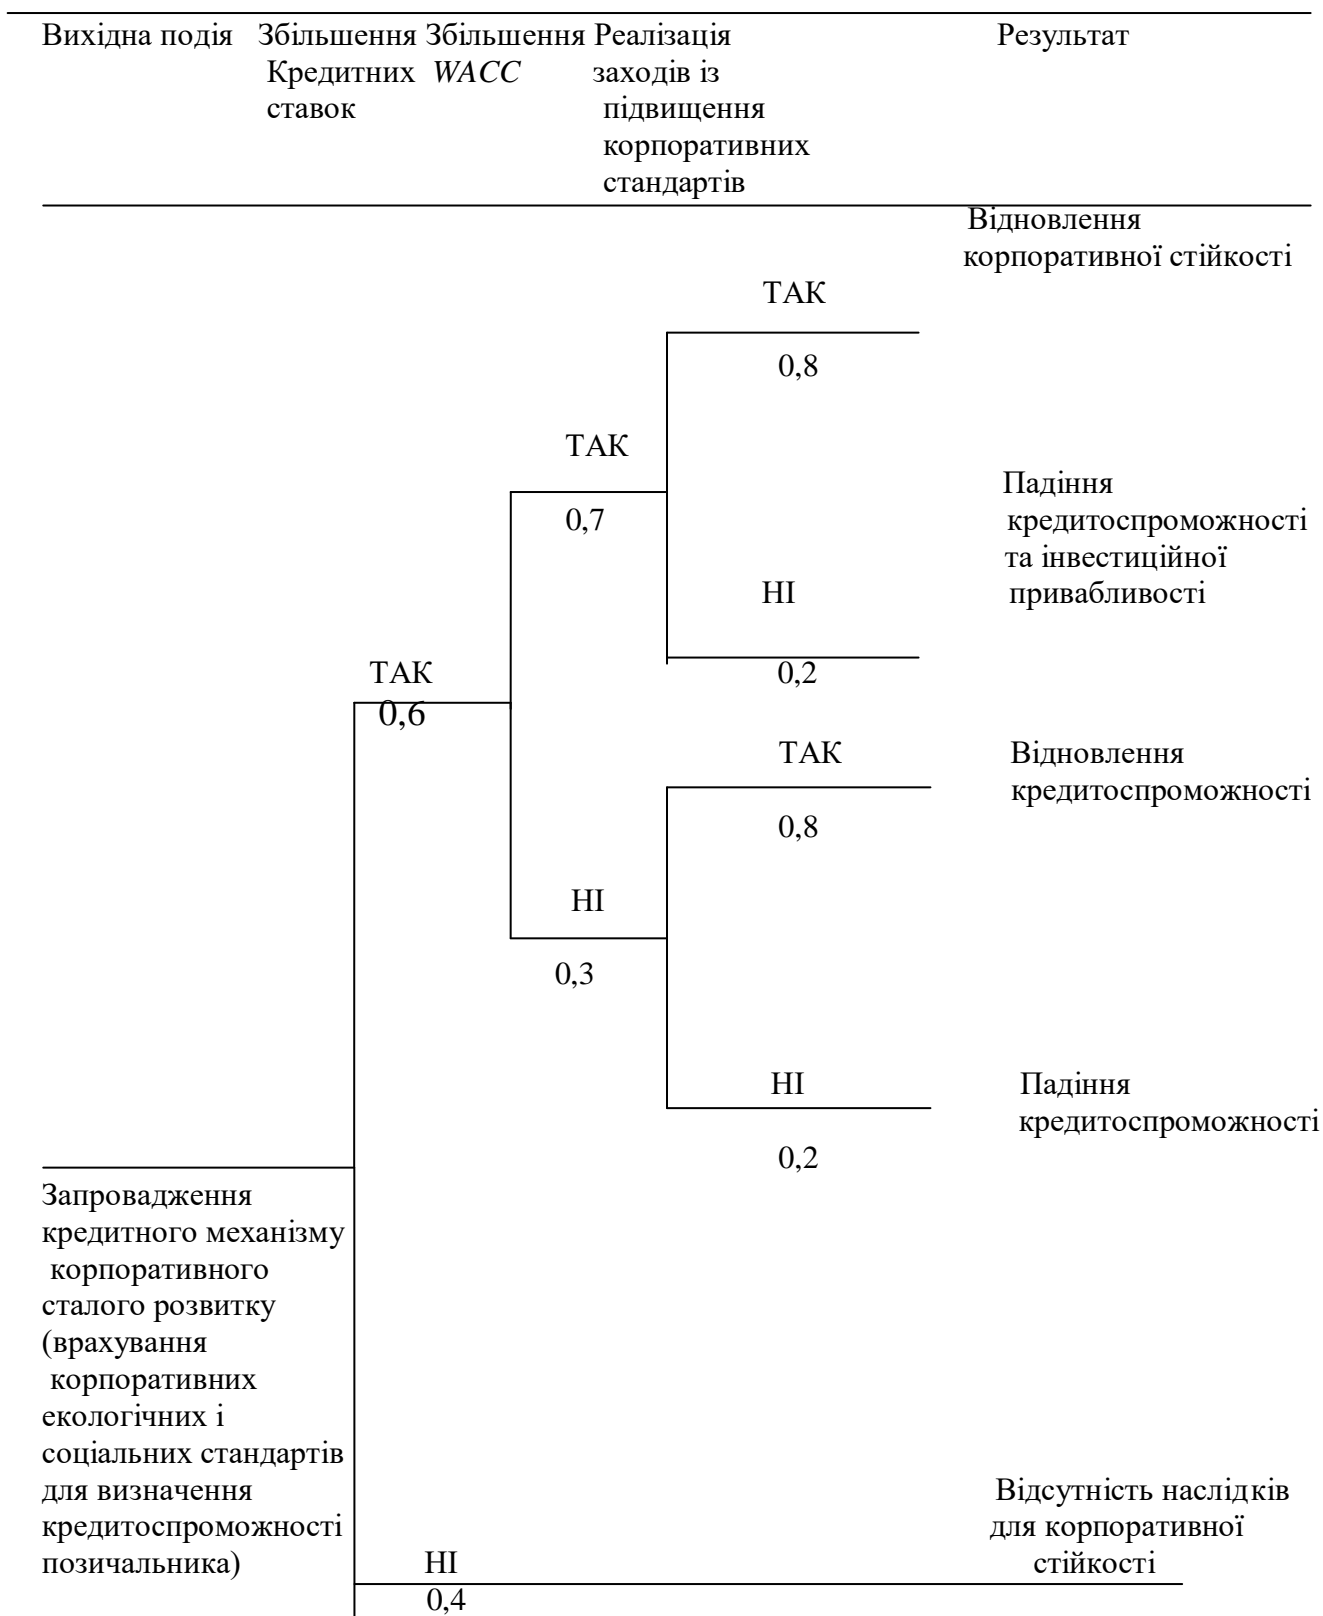 Вихідна подія Збільшення Збільшення Реалізація Результат
Кредитних WACC заходів із
ставок підвищення
корпоративних
стандартів
Відновлення
корпоративної стійкості
ТАК
0,8
ТАК
0,7
Падіння
кредитоспроможності
та інвестиційної
привабливості
НІ
0,2
ТАК
0,6
ТАК
0,8
Відновлення
кредитоспроможності
НІ
0,3
НІ
0,2
Падіння
кредитоспроможності
Запровадження
кредитного механізму
корпоративного
сталого розвитку
(врахування
корпоративних
екологічних і
соціальних стандартів
для визначення
кредитоспроможності
позичальника)
НІ
0,4
Відсутність наслідків
для корпоративної
стійкості